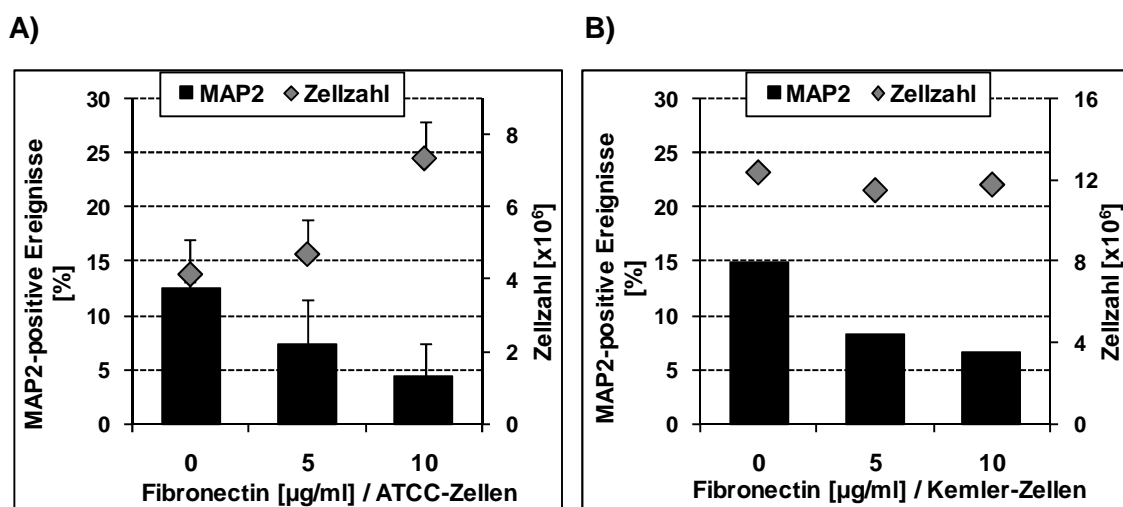 A)
MAP2 Zellzahl
MAP2-positive Ereignisse
[%]
30
25
20
15
10
5
0
8
6
4
2
0
Zellzahl [x10⁶]
0 5 10
Fibronectin [µg/ml] / ATCC-Zellen
B)
MAP2 Zellzahl
MAP2-positive Ereignisse
[%]
30
25
20
15
10
5
0
16
12
8
4
0
Zellzahl [x10⁶]
0 5 10
Fibronectin [µg/ml] / Kemler-Zellen